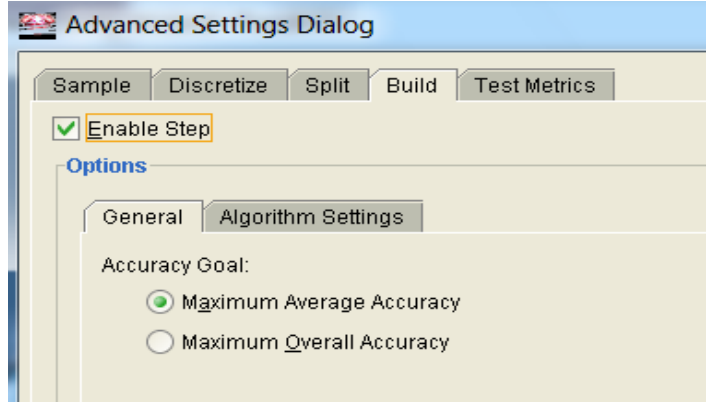 Advanced Settings Dialog
Sample Discretize Split Build Test Metrics
Enable Step
Options
General Algorithm Settings
Accuracy Goal:
Maximum Average Accuracy
Maximum Overall Accuracy